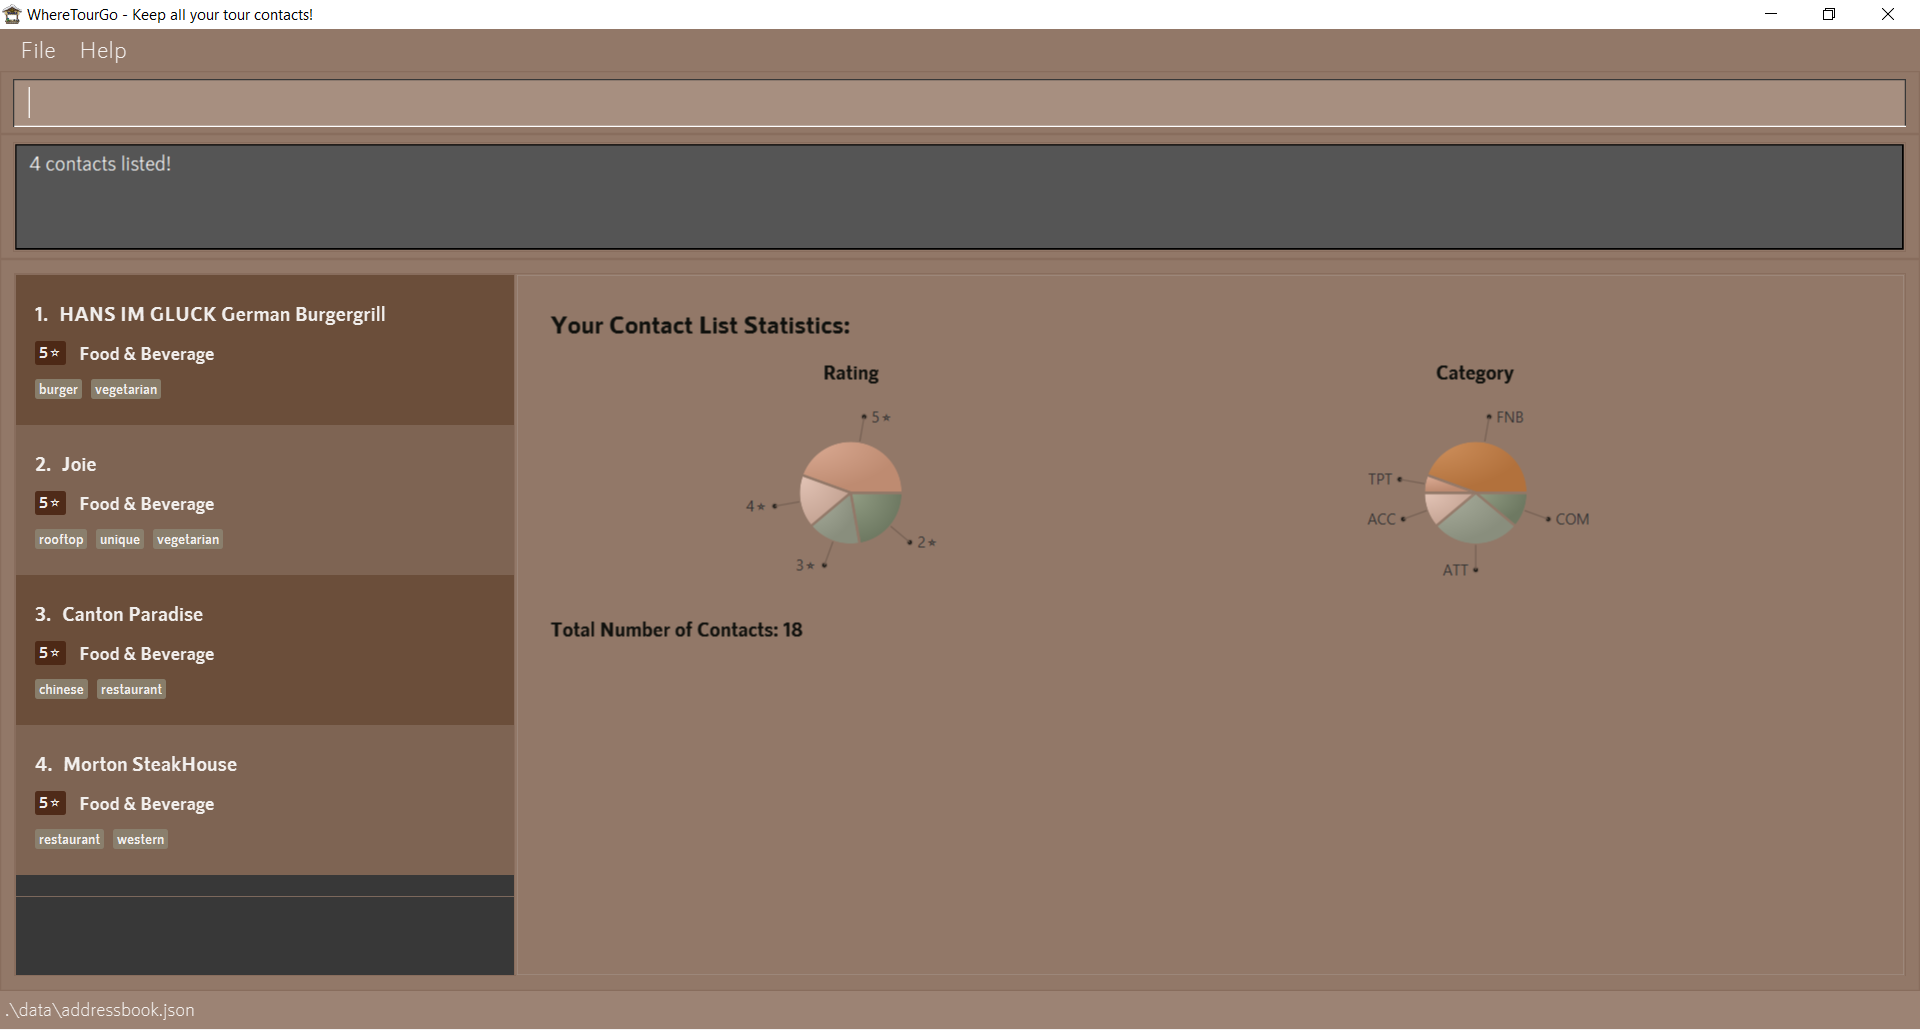 WhereTourGo - Keep all your tour contacts!
File Help
4 contacts listed!
1. HANS IM GLUCK German Burgergrill
5☆ Food & Beverage
burger vegetarian
2. Joie
5☆ Food & Beverage
rooftop unique vegetarian
3. Canton Paradise
5☆ Food & Beverage
chinese restaurant
4. Morton SteakHouse
5☆ Food & Beverage
restaurant western
Your Contact List Statistics:
Rating
5★
4★
2★
3★
Category
FNB
TPT
ACC
COM
ATT
Total Number of Contacts: 18
.\data\addressbook.json